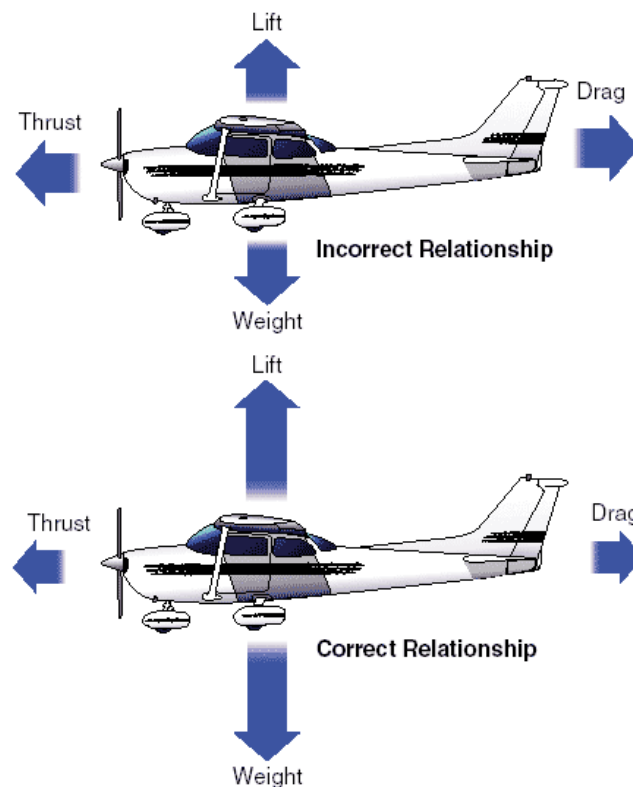 Lift
Drag
Thrust
Incorrect Relationship
Weight
Lift
Thrust
Drag
Correct Relationship
Weight